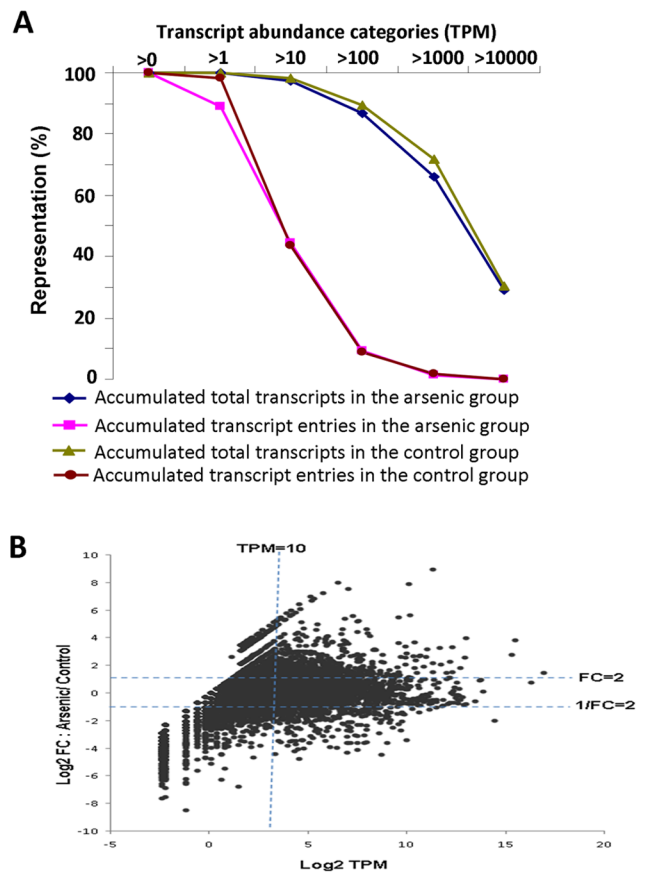 A
Transcript abundance categories (TPM)
>0 >1 >10 >100 >1000 >10000
Representation (%)
100
80
60
40
20
0
Accumulated total transcripts in the arsenic group
Accumulated transcript entries in the arsenic group
Accumulated total transcripts in the control group
Accumulated transcript entries in the control group
B
TPM=10
Log2 FC : Arsenic/ Control
10
8
6
4
2
0
-2
-4
-6
-8
-10
FC=2
1/FC=2
-5 0 5 10 15 20
Log2 TPM